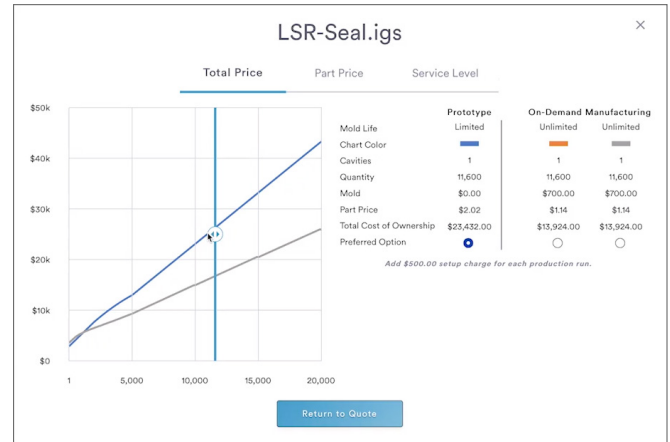 LSR-Seal.igs
Total Price Part Price Service Level
$50k
$40k
$30k
$20k
$10k
$0
1 5,000 10,000 15,000 20,000
Prototype On-Demand Manufacturing
Mold Life Limited Unlimited Unlimited
Chart Color
Cavities 1 1 1
Quantity 11,600 11,600 11,600
Mold $0.00 $700.00 $700.00
Part Price $2.02 $1.14 $1.14
Total Cost of Ownership $23,432.00 $13,924.00 $13,924.00
Preferred Option
Add $500.00 setup charge for each production run.
Return to Quote